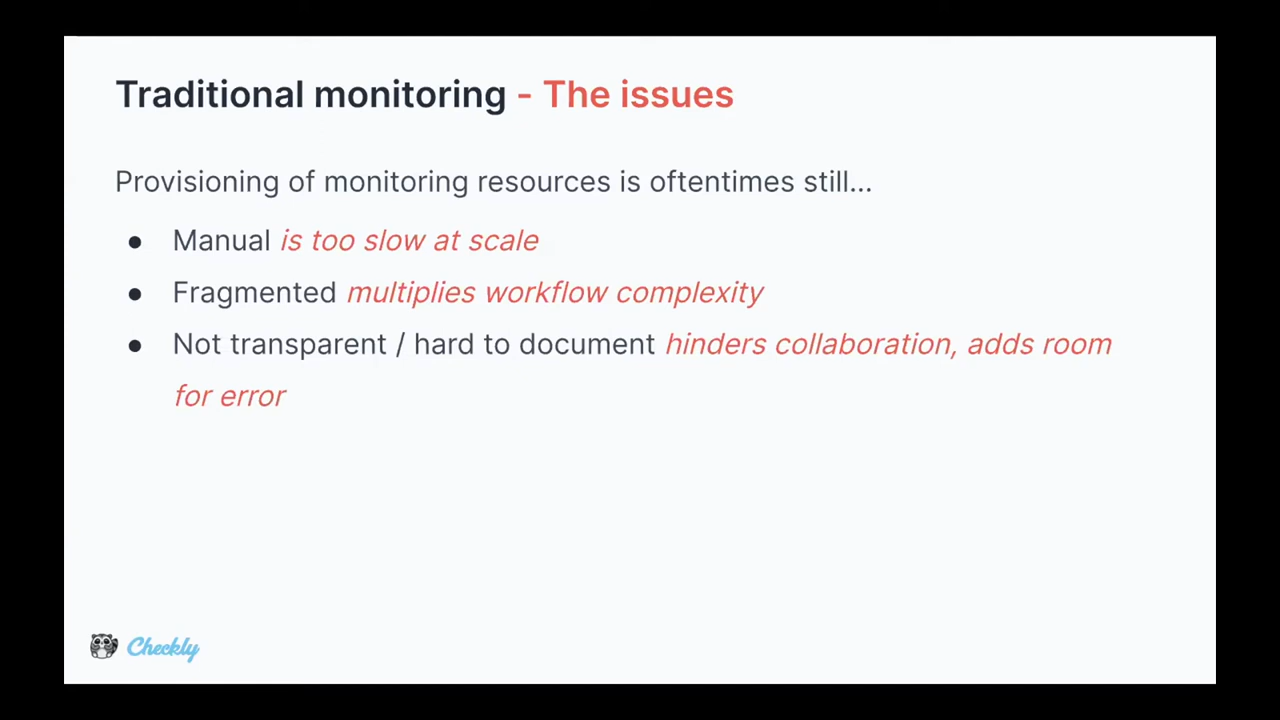 Traditional monitoring - The issues
Provisioning of monitoring resources is oftentimes still...
● Manual is too slow at scale
● Fragmented multiplies workflow complexity
● Not transparent / hard to document hinders collaboration, adds room
for error
Checkly